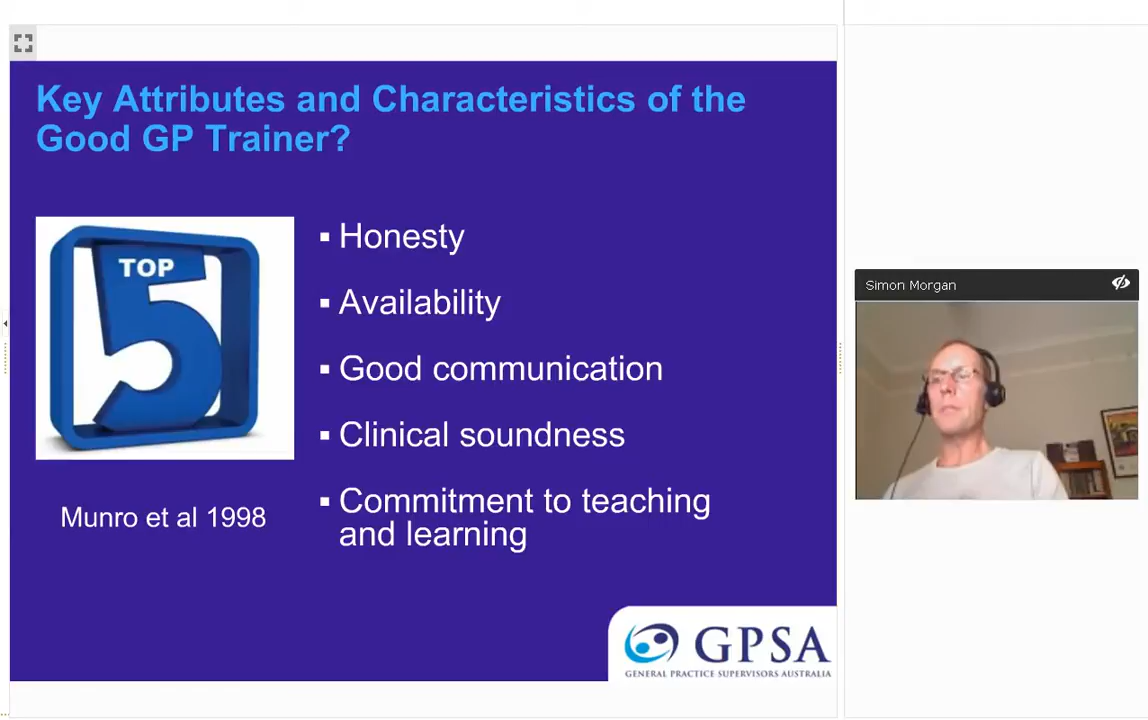 Key Attributes and Characteristics of the
Good GP Trainer?
TOP
5
Honesty
Availability
Good communication
Clinical soundness
Commitment to teaching
and learning
Munro et al 1998
GPSA
GENERAL PRACTICE SUPERVISORS AUSTRALIA
Simon Morgan